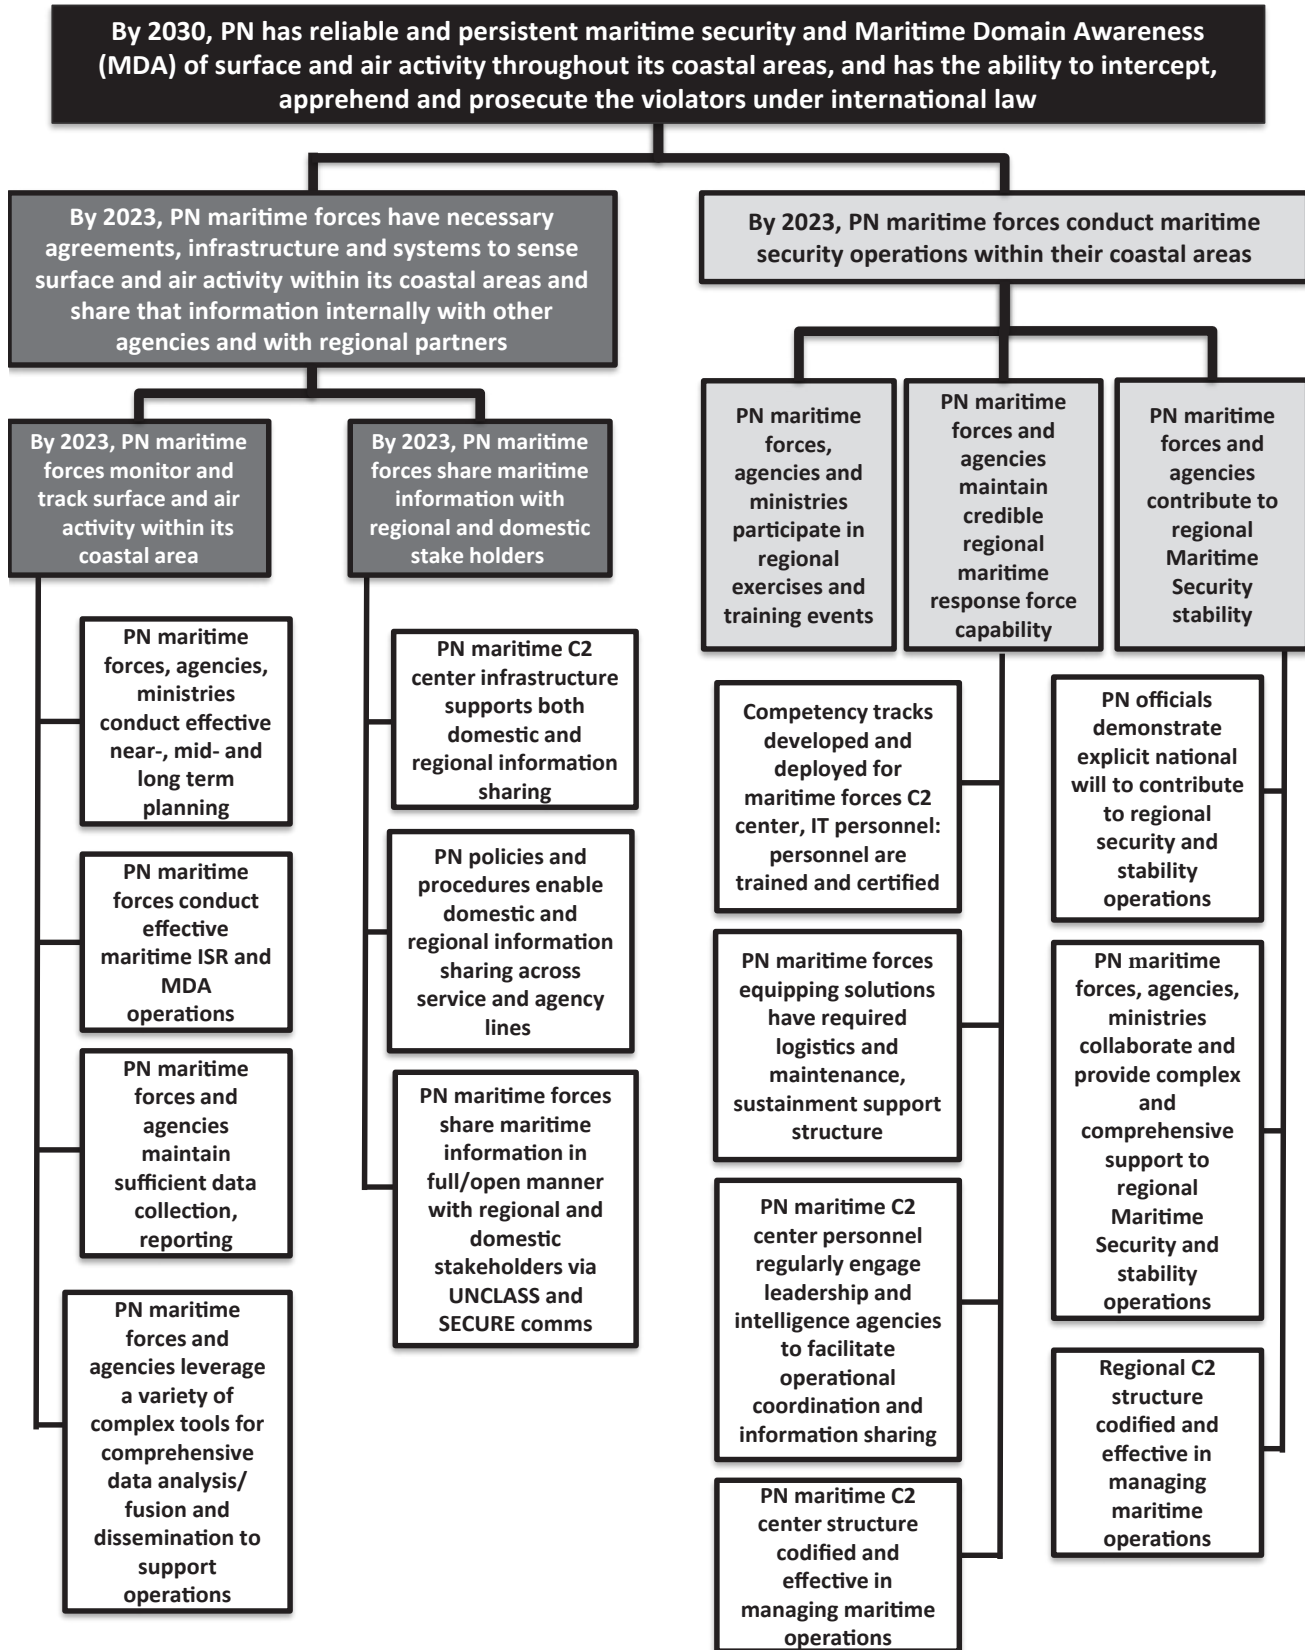 By 2030, PN has reliable and persistent maritime security and Maritime Domain Awareness
(MDA) of surface and air activity throughout its coastal areas, and has the ability to intercept,
apprehend and prosecute the violators under international law
By 2023, PN maritime forces have necessary
agreements, infrastructure and systems to sense
surface and air activity within its coastal areas and
share that information internally with other
agencies and with regional partners
By 2023, PN maritime forces conduct maritime
security operations within their coastal areas
By 2023, PN maritime
forces monitor and
track surface and air
activity within its
coastal area
By 2023, PN maritime
forces share maritime
information with
regional and domestic
stake holders
PN maritime
forces,
agencies and
ministries
participate in
regional
exercises and
training events
PN maritime
forces and
agencies
maintain
credible
regional
maritime
response force
capability
PN maritime
forces and
agencies
contribute to
regional
Maritime
Security
stability
PN maritime
forces, agencies,
ministries
conduct effective
near-, mid- and
long term
planning
PN maritime
forces conduct
effective
maritime ISR and
MDA
operations
PN maritime
forces and
agencies
maintain
sufficient data
collection,
reporting
PN maritime
forces and
agencies leverage
a variety of
complex tools for
comprehensive
data analysis/
fusion and
dissemination to
support
operations
PN maritime C2
center infrastructure
supports both
domestic and
regional information
sharing
PN policies and
procedures enable
domestic and
regional information
sharing across
service and agency
lines
PN maritime forces
share maritime
information in
full/open manner
with regional and
domestic
stakeholders via
UNCLASS and
SECURE comms
Competency tracks
developed and
deployed for
maritime forces C2
center, IT personnel:
personnel are
trained and certified
PN maritime forces
equipping solutions
have required
logistics and
maintenance,
sustainment support
structure
PN maritime C2
center personnel
regularly engage
leadership and
intelligence agencies
to facilitate
operational
coordination and
information sharing
PN maritime C2
center structure
codified and
effective in
managing maritime
operations
PN officials
demonstrate
explicit national
will to contribute
to regional
security and
stability
operations
PN maritime
forces, agencies,
ministries
collaborate and
provide complex
and
comprehensive
support to
regional
Maritime
Security and
stability
operations
Regional C2
structure
codified and
effective in
managing
maritime
operations